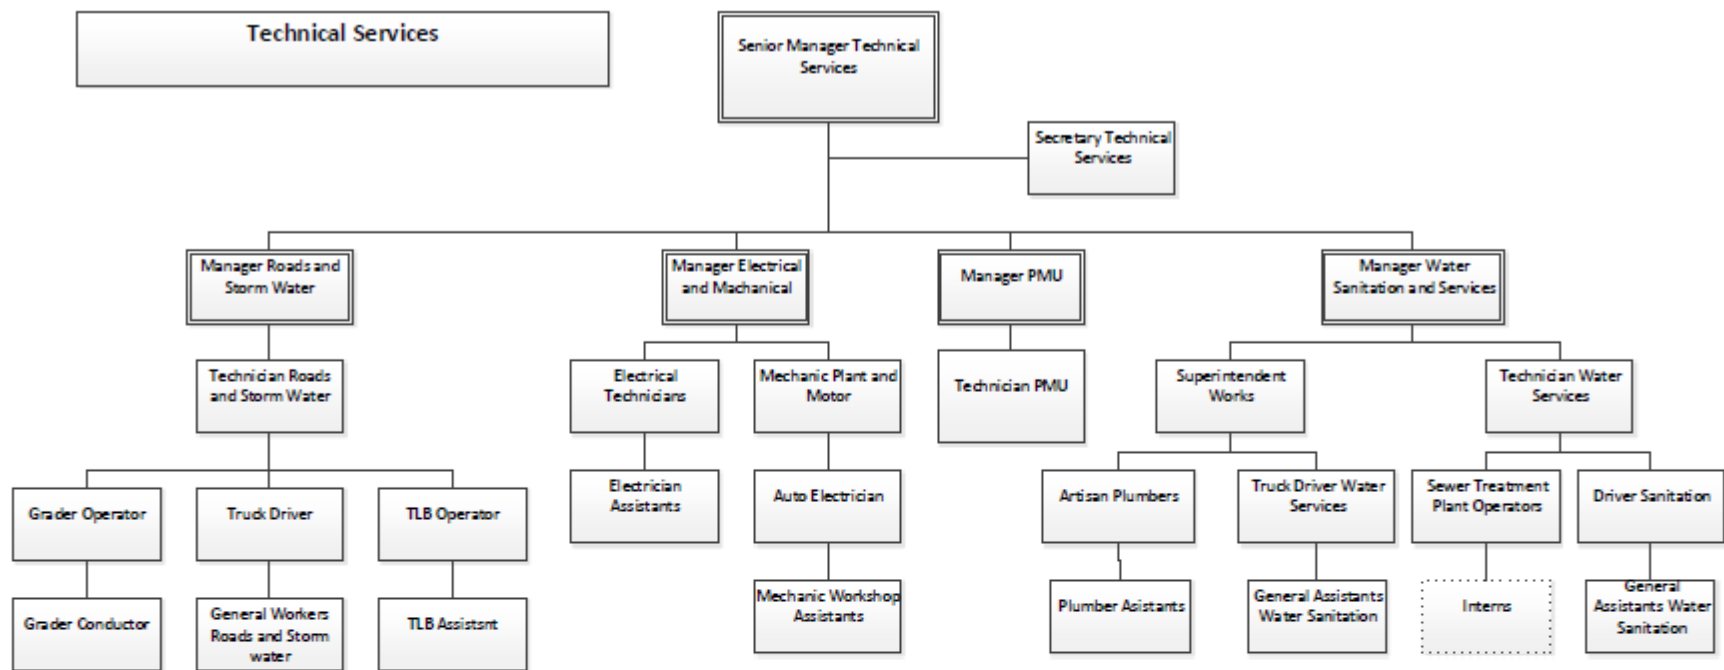 Technical Services
Senior Manager Technical
Services
Secretary Technical
Services
Manager Roads and
Storm Water
Manager Electrical
and Machanical
Manager PMU
Manager Water
Sanitation and Services
Technician Roads
and Storm Water
Electrical
Technicians
Mechanic Plant and
Motor
Technician PMU
Superintendent
Works
Technician Water
Services
Grader Operator
Truck Driver
TLB Operator
Electrician
Assistants
Auto Electrician
Artisan Plumbers
Truck Driver Water
Services
Sewer Treatment
Plant Operators
Driver Sanitation
Grader Conductor
General Workers
Roads and Storm
water
TLB Assistsnt
Mechanic Workshop
Assistants
Plumber Asistants
General Assistants
Water Sanitation
Interns
General
Assistants Water
Sanitation